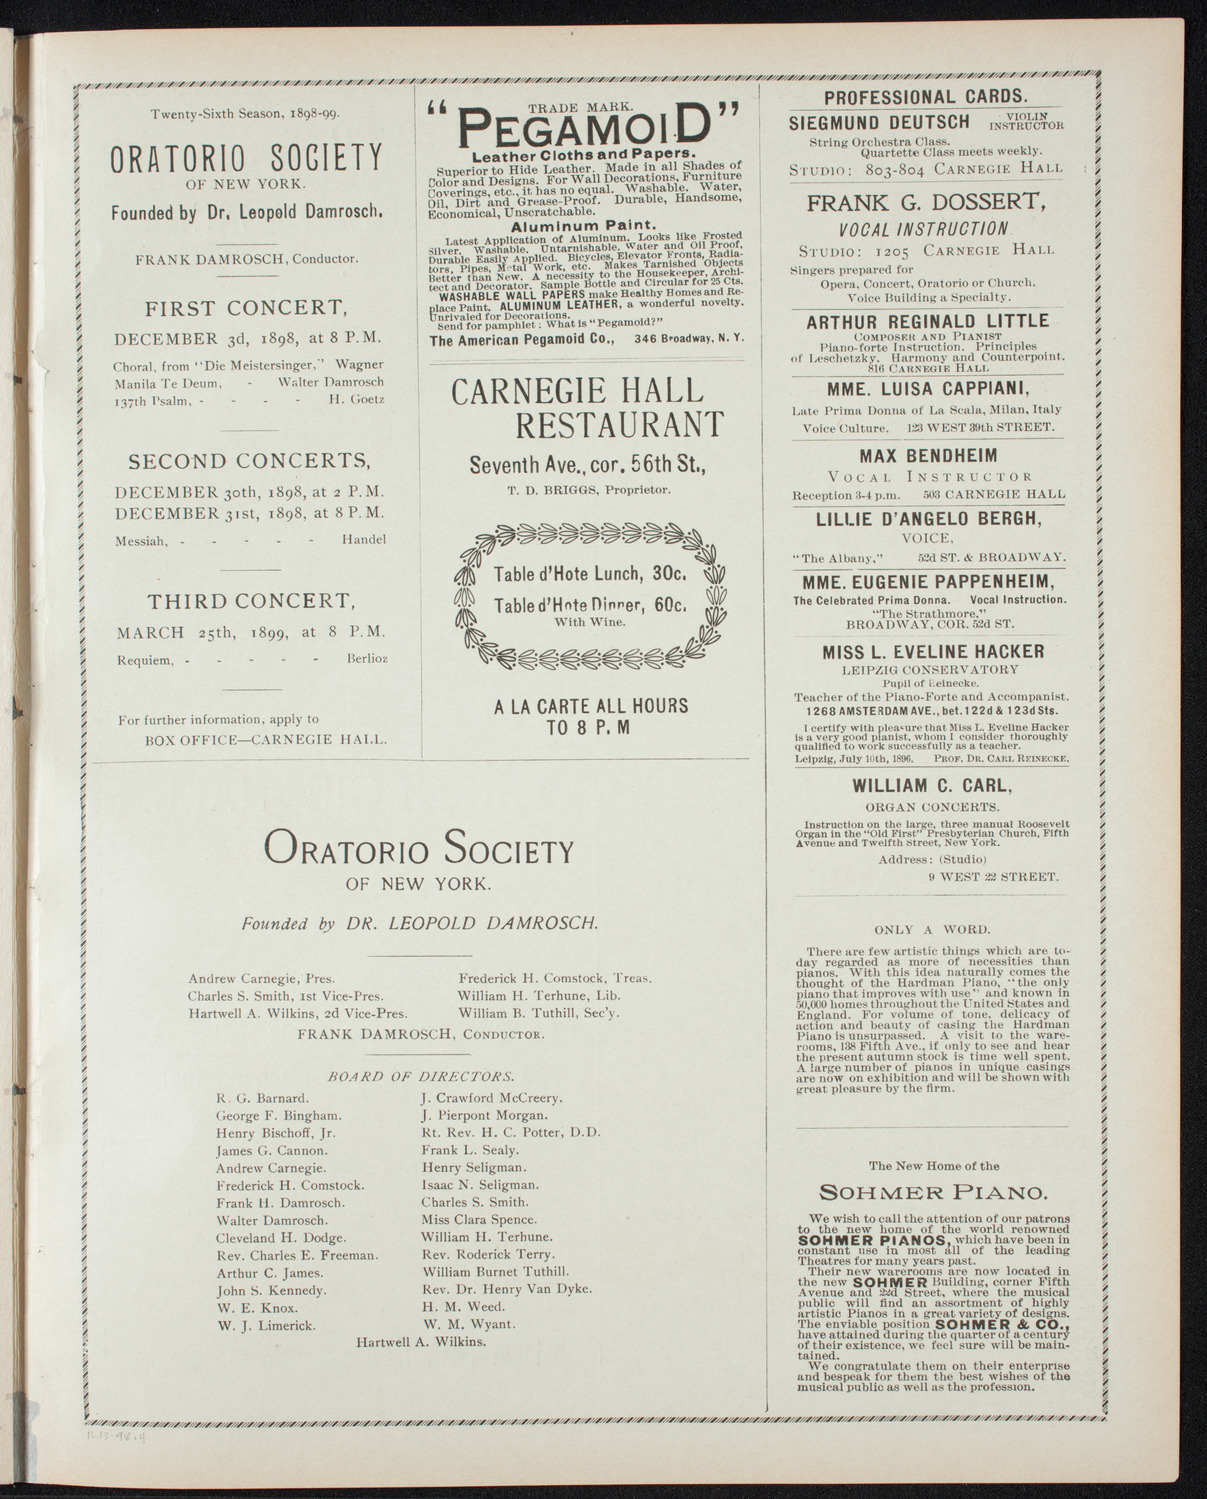 Twenty-Sixth Season, 1898-99.
ORATORIO SOCIETY
OF NEW YORK.
Founded by Dr. Leopold Damrosch.
FRANK DAMROSCH, Conductor.
FIRST CONCERT,
DECEMBER 3d, 1898, at 8 P.M.
Choral, from "Die Meistersinger," Wagner
Manila Te Deum, - Walter Damrosch
137th Psalm, - - - - H. Goetz
SECOND CONCERTS,
DECEMBER 30th, 1898, at 2 P.M.
DECEMBER 31st, 1898, at 8 P.M.
Messiah, - - - - - Handel
THIRD CONCERT,
MARCH 25th, 1899, at 8 P.M.
Requiem, - - - - - Berlioz
For further information, apply to
BOX OFFICE—CARNEGIE HALL.
TRADE MARK.
"PEGAMOID"
Leather Cloths and Papers.
Superior to Hide Leather. Made in all Shades of
Color and Designs. For Wall Decorations, Furniture
Coverings, etc., it has no equal. Washable. Water,
Oil, Dirt and Grease-Proof. Durable, Handsome,
Economical, Unscratchable.
Aluminum Paint.
Latest Application of Aluminum. Looks like Frosted
Silver. Washable. Untarnishable. Water and Oil Proof,
Durable Easily Applied. Bicycles, Elevator Fronts, Radia-
tors, Pipes, Metal Work, etc. Makes Tarnished Objects
Better than New. A necessity to the Housekeeper, Archi-
tect and Decorator. Sample Bottle and Circular for 25 Cts.
WASHABLE WALL PAPERS make Healthy Homes and Re-
place Paint. ALUMINUM LEATHER, a wonderful novelty.
Unrivaled for Decorations.
Send for pamphlet: What is "Pegamoid?"
The American Pegamoid Co., 346 Broadway, N. Y.
CARNEGIE HALL
RESTAURANT
Seventh Ave., cor. 56th St.,
T. D. BRIGGS, Proprietor.
Table d'Hote Lunch, 30c.
Table d'Hote Dinner, 60c.
With Wine.
A LA CARTE ALL HOURS
TO 8 P. M
ORATORIO SOCIETY
OF NEW YORK.
Founded by DR. LEOPOLD DAMROSCH.
Andrew Carnegie, Pres.
Charles S. Smith, 1st Vice-Pres.
Hartwell A. Wilkins, 2d Vice-Pres.
Frederick H. Comstock, Treas.
William H. Terhune, Lib.
William B. Tuthill, Sec'y.
FRANK DAMROSCH, CONDUCTOR.
BOARD OF DIRECTORS.
R. G. Barnard.
George F. Bingham.
Henry Bischoff, Jr.
James G. Cannon.
Andrew Carnegie.
Frederick H. Comstock.
Frank H. Damrosch.
Walter Damrosch.
Cleveland H. Dodge.
Rev. Charles E. Freeman.
Arthur C. James.
John S. Kennedy.
W. E. Knox.
W. J. Limerick.
J. Crawford McCreery.
J. Pierpont Morgan.
Rt. Rev. H. C. Potter, D.D.
Frank L. Sealy.
Henry Seligman.
Isaac N. Seligman.
Charles S. Smith.
Miss Clara Spence.
William H. Terhune.
Rev. Roderick Terry.
William Burnet Tuthill.
Rev. Dr. Henry Van Dyke.
H. M. Weed.
W. M. Wyant.
Hartwell A. Wilkins.
PROFESSIONAL CARDS.
SIEGMUND DEUTSCH VIOLIN INSTRUCTOR
String Orchestra Class.
Quartette Class meets weekly.
STUDIO: 803-804 CARNEGIE HALL
FRANK G. DOSSERT,
VOCAL INSTRUCTION
STUDIO: 1205 CARNEGIE HALL
Singers prepared for
Opera, Concert, Oratorio or Church.
Voice Building a Specialty.
ARTHUR REGINALD LITTLE
COMPOSER AND PIANIST
Piano-forte Instruction. Principles
of Leschetzky. Harmony and Counterpoint.
816 CARNEGIE HALL
MME. LUISA CAPPIANI,
Late Prima Donna of La Scala, Milan, Italy
Voice Culture. 123 WEST 39th STREET.
MAX BENDHEIM
VOCAL INSTRUCTOR
Reception 3-4 p.m. 503 CARNEGIE HALL
LILLIE D'ANGELO BERGH,
VOICE,
"The Albany," 52d ST. & BROADWAY.
MME. EUGENIE PAPPENHEIM,
The Celebrated Prima Donna. Vocal Instruction.
"The Strathmore,"
BROADWAY, COR. 52d ST.
MISS L. EVELINE HACKER
LEIPZIG CONSERVATORY
Pupil of Reinecke.
Teacher of the Piano-Forte and Accompanist.
1268 AMSTERDAM AVE., bet. 122d & 123d Sts.
I certify with pleasure that Miss L. Eveline Hacker
is a very good pianist, whom I consider thoroughly
qualified to work successfully as a teacher.
Leipzig, July 10th, 1896. PROF. DR. CARL REINECKE.
WILLIAM C. CARL,
ORGAN CONCERTS.
Instruction on the large, three manual Roosevelt
Organ in the "Old First" Presbyterian Church, Fifth
Avenue and Twelfth Street, New York.
Address: (Studio)
9 WEST 22 STREET.
ONLY A WORD.
There are few artistic things which are to-
day regarded as more of necessities than
pianos. With this idea naturally comes the
thought of the Hardman Piano, "the only
piano that improves with use" and known in
50,000 homes throughout the United States and
England. For volume of tone, delicacy of
action and beauty of casing the Hardman
Piano is unsurpassed. A visit to the ware-
rooms, 138 Fifth Ave., if only to see and hear
the present autumn stock is time well spent.
A large number of pianos in unique casings
are now on exhibition and will be shown with
great pleasure by the firm.
The New Home of the
SOHMER PIANO.
We wish to call the attention of our patrons
to the new home of the world renowned
SOHMER PIANOS, which have been in
constant use in most all of the leading
Theatres for many years past.
Their new warerooms are now located in
the new SOHMER Building, corner Fifth
Avenue and 22d Street, where the musical
public will find an assortment of highly
artistic Pianos in a great variety of designs.
The enviable position SOHMER & CO.,
have attained during the quarter of a century
of their existence, we feel sure will be main-
tained.
We congratulate them on their enterprise
and bespeak for them the best wishes of the
musical public as well as the profession.
11-13-98.4